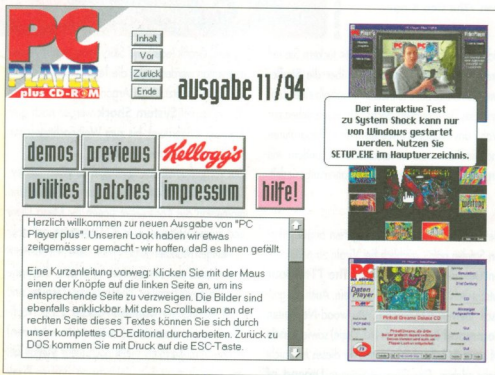 PC
PLAYER
plus CD-ROM
Inhalt
Vor
Zurück
Ende
ausgabe 11/94
demos
previews
Kellogg's
utilities
patches
impressum
hilfe!
Herzlich willkommen zur neuen Ausgabe von "PC
Player plus". Unseren Look haben wir etwas
zeitgemässer gemacht - wir hoffen, daß es Ihnen gefällt.
Eine Kurzanleitung vorweg: Klicken Sie mit der Maus
einen der Knöpfe auf die linken Seite an, um ins
entsprechende Seite zu verzweigen. Die Bilder sind
ebenfalls anklickbar. Mit dem Scrollbalken an der
rechten Seite dieses Textes können Sie sich durch
unser komplettes CD-Editorial durcharbeiten. Zurück zu
DOS kommen Sie mit Druck auf die ESC-Taste.
Der interaktive Test
zu System Shock kann nur
von Windows gestartet
werden. Nutzen Sie
SETUP.EXE im Hauptverzeichnis.
PC
Daten
Player
Pinball Dreams Deluxe CD